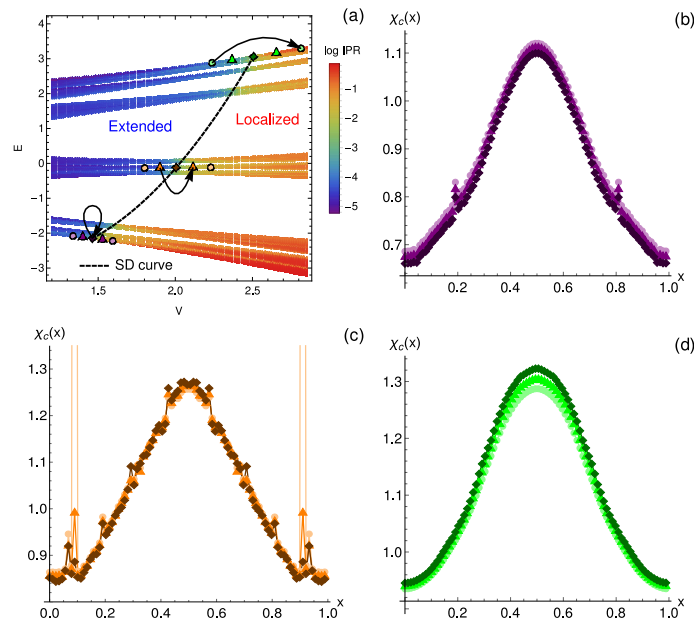 (a)
4
3
2
1
0
−1
−2
−3
E
1.5
2.0
2.5
V
Extended
Localized
SD curve
log IPR
-1
-2
-3
-4
-5
χc(x)
(b)
1.1
1.0
0.9
0.8
0.7
0.2
0.4
0.6
0.8
1.0
x
χc(x)
(c)
1.3
1.2
1.1
1.0
0.9
0.0
0.2
0.4
0.6
0.8
1.0
x
χc(x)
(d)
1.3
1.2
1.1
1.0
0.2
0.4
0.6
0.8
1.0
x